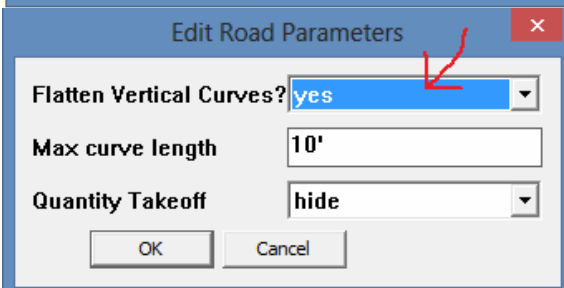 Edit Road Parameters
Flatten Vertical Curves? yes
Max curve length 10'
Quantity Takeoff hide
OK Cancel